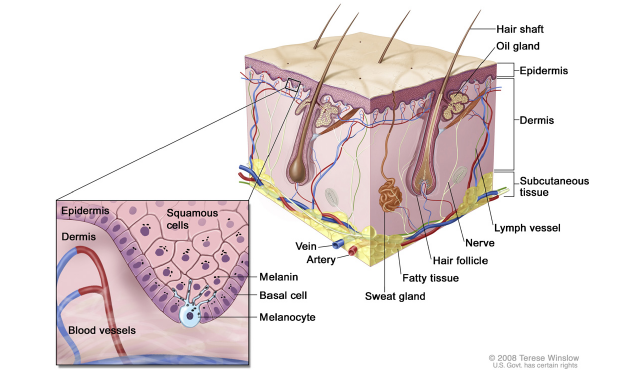 Hair shaft
Oil gland
Epidermis
Dermis
Subcutaneous
tissue
Lymph vessel
Nerve
Hair follicle
Fatty tissue
Sweat gland
Vein
Artery
Epidermis
Squamous
cells
Dermis
Melanin
Basal cell
Melanocyte
Blood vessels
© 2008 Terese Winslow
U.S. Govt. has certain rights